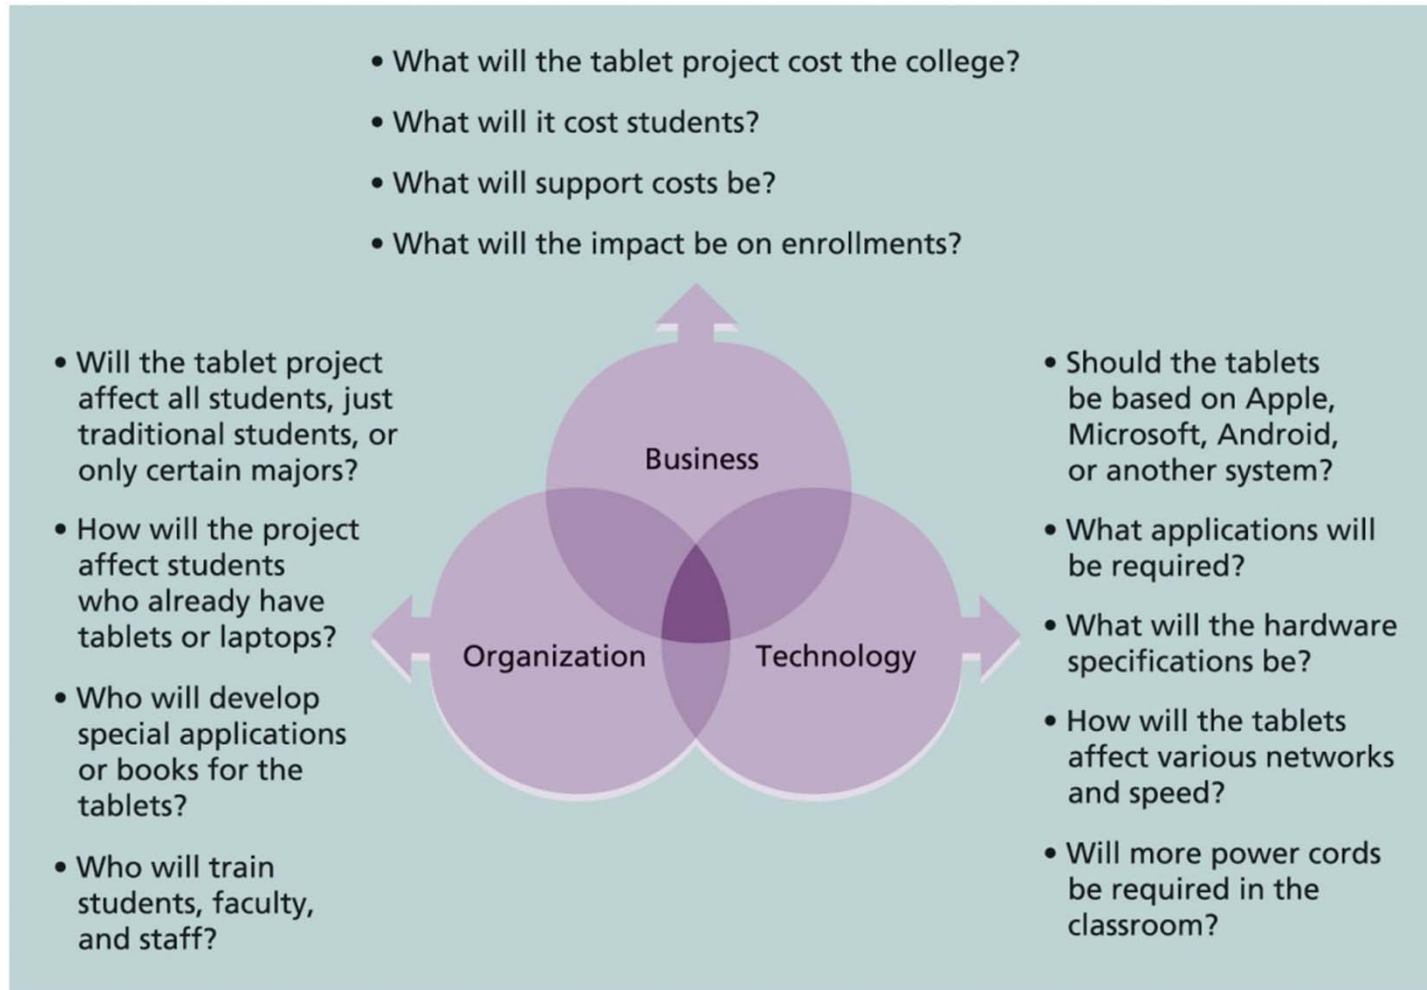 • What will the tablet project cost the college?
• What will it cost students?
• What will support costs be?
• What will the impact be on enrollments?
• Will the tablet project
affect all students, just
traditional students, or
only certain majors?
• How will the project
affect students
who already have
tablets or laptops?
• Who will develop
special applications
or books for the
tablets?
• Who will train
students, faculty,
and staff?
Business
Organization
Technology
• Should the tablets
be based on Apple,
Microsoft, Android,
or another system?
• What applications will
be required?
• What will the hardware
specifications be?
• How will the tablets
affect various networks
and speed?
• Will more power cords
be required in the
classroom?